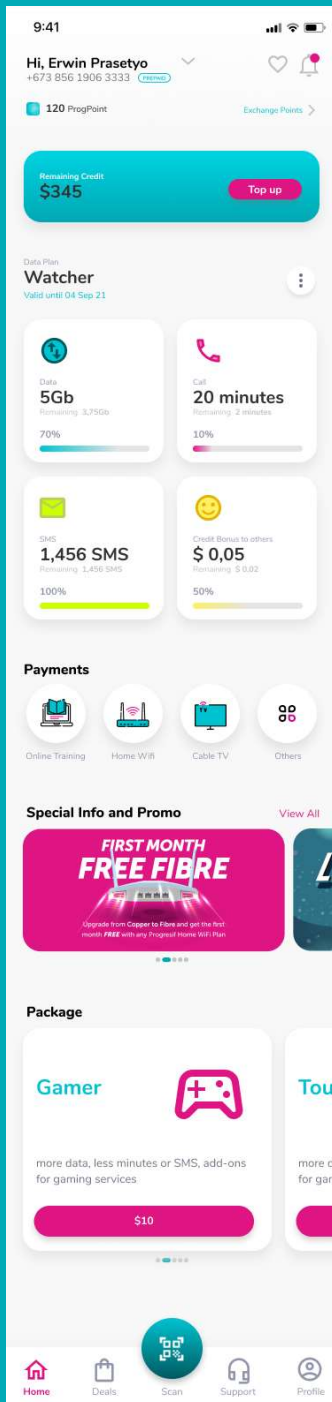 9:41
Hi, Erwin Prasetyo
+673 856 1906 3333 PREPAID
120 ProgPoint
Exchange Points
Remaining Credit
$345
Top up
Data Plan
Watcher
Valid until 04 Sep 21
Data
5Gb
Remaining 3,75Gb
70%
Call
20 minutes
Remaining 2 minutes
10%
SMS
1,456 SMS
Remaining 1,456 SMS
100%
Credit Bonus to others
$ 0,05
Remaining $ 0,02
50%
Payments
Online Training
Home Wifi
TV
Cable TV
Others
Special Info and Promo
View All
FIRST MONTH
FREE FIBRE
Upgrade from Copper to Fibre and get the first
month FREE with any Progresif Home WiFi Plan
Package
Gamer
more data, less minutes or SMS, add-ons
for gaming services
$10
Tou
more
for gar
Home
Deals
Scan
Support
Profile